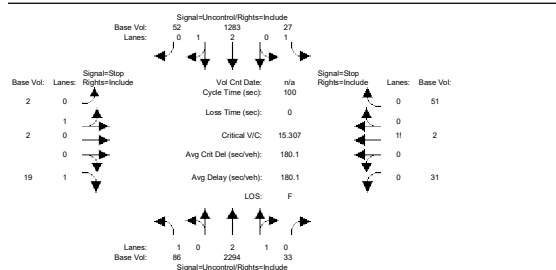 Signal=Uncontrol/Rights=Include
Base Vol: 52 1283 27
Lanes: 0 1 2 0 1
Signal=Stop
Base Vol: Lanes: Rights=Include
Vol Cnt Date: n/a
Signal=Stop
Rights=Include Lanes: Base Vol:
Cycle Time (sec): 100
2 0
0 51
Loss Time (sec): 0
1
0
2 0
Critical V/C: 15.307
1! 2
0
Avg Crit Del (sec/veh): 180.1
0
19 1
Avg Delay (sec/veh): 180.1
0 31
LOS: F
Lanes: 1 0 2 1 0
Base Vol: 86 2294 33
Signal=Uncontrol/Rights=Include